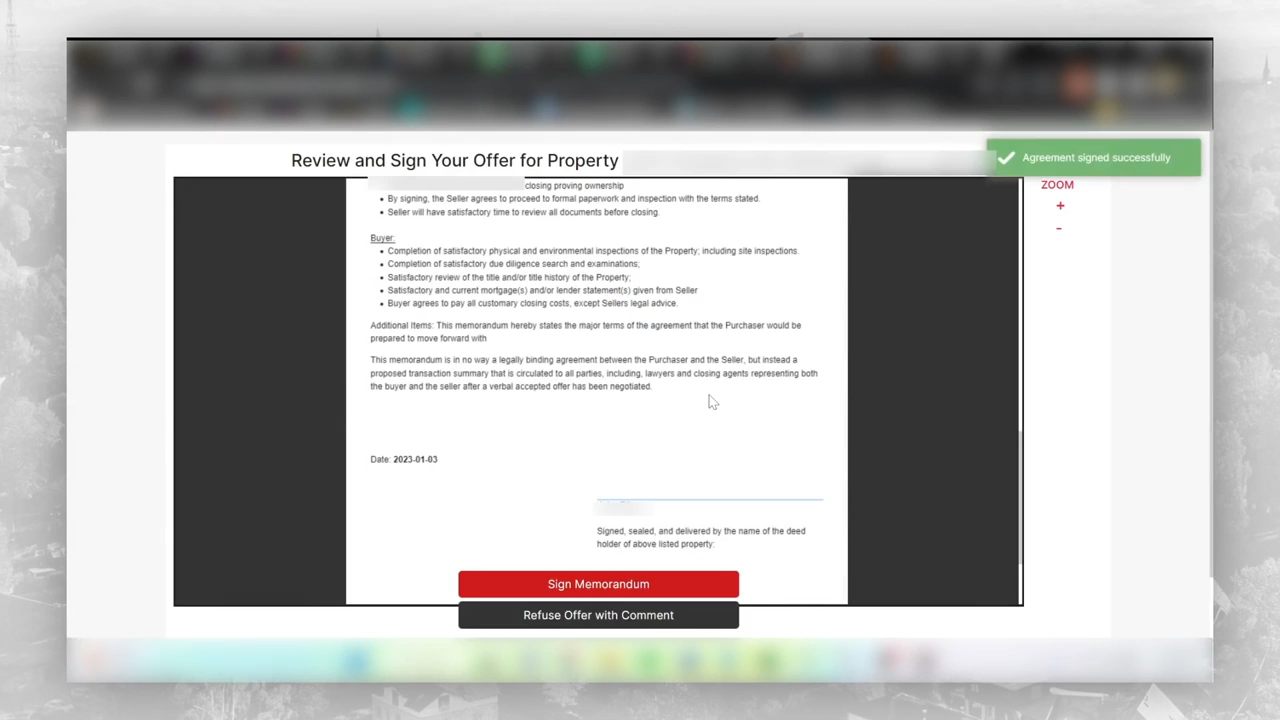 Review and Sign Your Offer for Property
Agreement signed successfully
ZOOM
+
-
closing proving ownership
• By signing, the Seller agrees to proceed to formal paperwork and inspection with the terms stated.
• Seller will have satisfactory time to review all documents before closing.
Buyer:
• Completion of satisfactory physical and environmental inspections of the Property; including site inspections.
• Completion of satisfactory due diligence search and examinations;
• Satisfactory review of the title and/or title history of the Property;
• Satisfactory and current mortgage(s) and/or lender statement(s) given from Seller
• Buyer agrees to pay all customary closing costs, except Sellers legal advice.
Additional Items: This memorandum hereby states the major terms of the agreement that the Purchaser would be
prepared to move forward with
This memorandum is in no way a legally binding agreement between the Purchaser and the Seller, but instead a
proposed transaction summary that is circulated to all parties, including, lawyers and closing agents representing both
the buyer and the seller after a verbal accepted offer has been negotiated.
Date: 2023-01-03
Signed, sealed, and delivered by the name of the deed
holder of above listed property:
Sign Memorandum
Refuse Offer with Comment